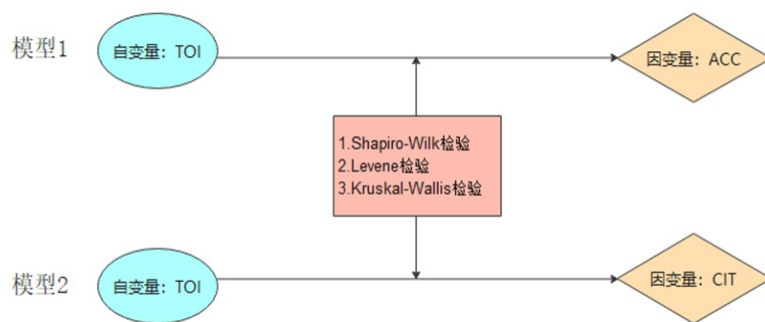 模型1
自变量：TOI
因变量：ACC
1.Shapiro-Wilk检验
2.Levene检验
3.Kruskal-Wallis检验
模型2
自变量：TOI
因变量：CIT